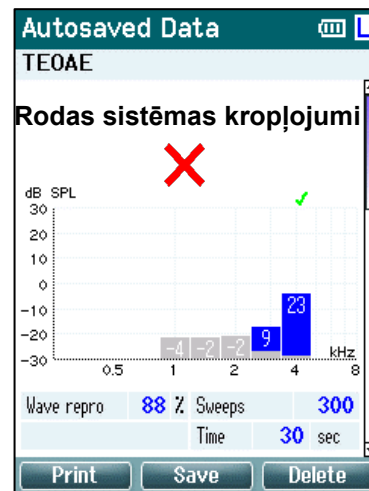 Autosaved Data L
TEOAE
Rodas sistēmas kropļojumi
dB SPL
30
20
10
0
-10
-20
-30
-4 -2 -2 9 23
kHz
0.5 1 2 4 8
Wave repro 88 % Sweeps 300
Time 30 sec
Print Save Delete